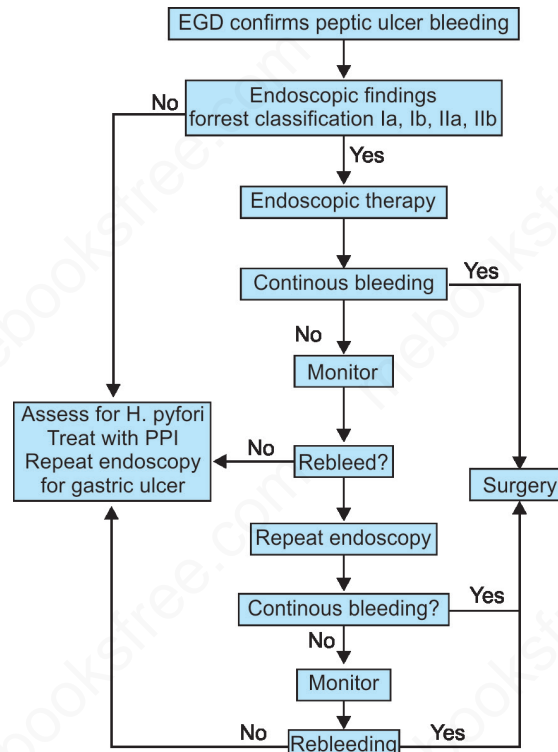 EGD confirms peptic ulcer bleeding
No
Endoscopic findings
forrest classification Ia, Ib, IIa, IIb
Yes
Endoscopic therapy
Continous bleeding
Yes
No
Monitor
Assess for H. pyfori
Treat with PPI
Repeat endoscopy
for gastric ulcer
No
Rebleed?
Surgery
Repeat endoscopy
Continous bleeding?
Yes
No
Monitor
No
Rebleeding
Yes